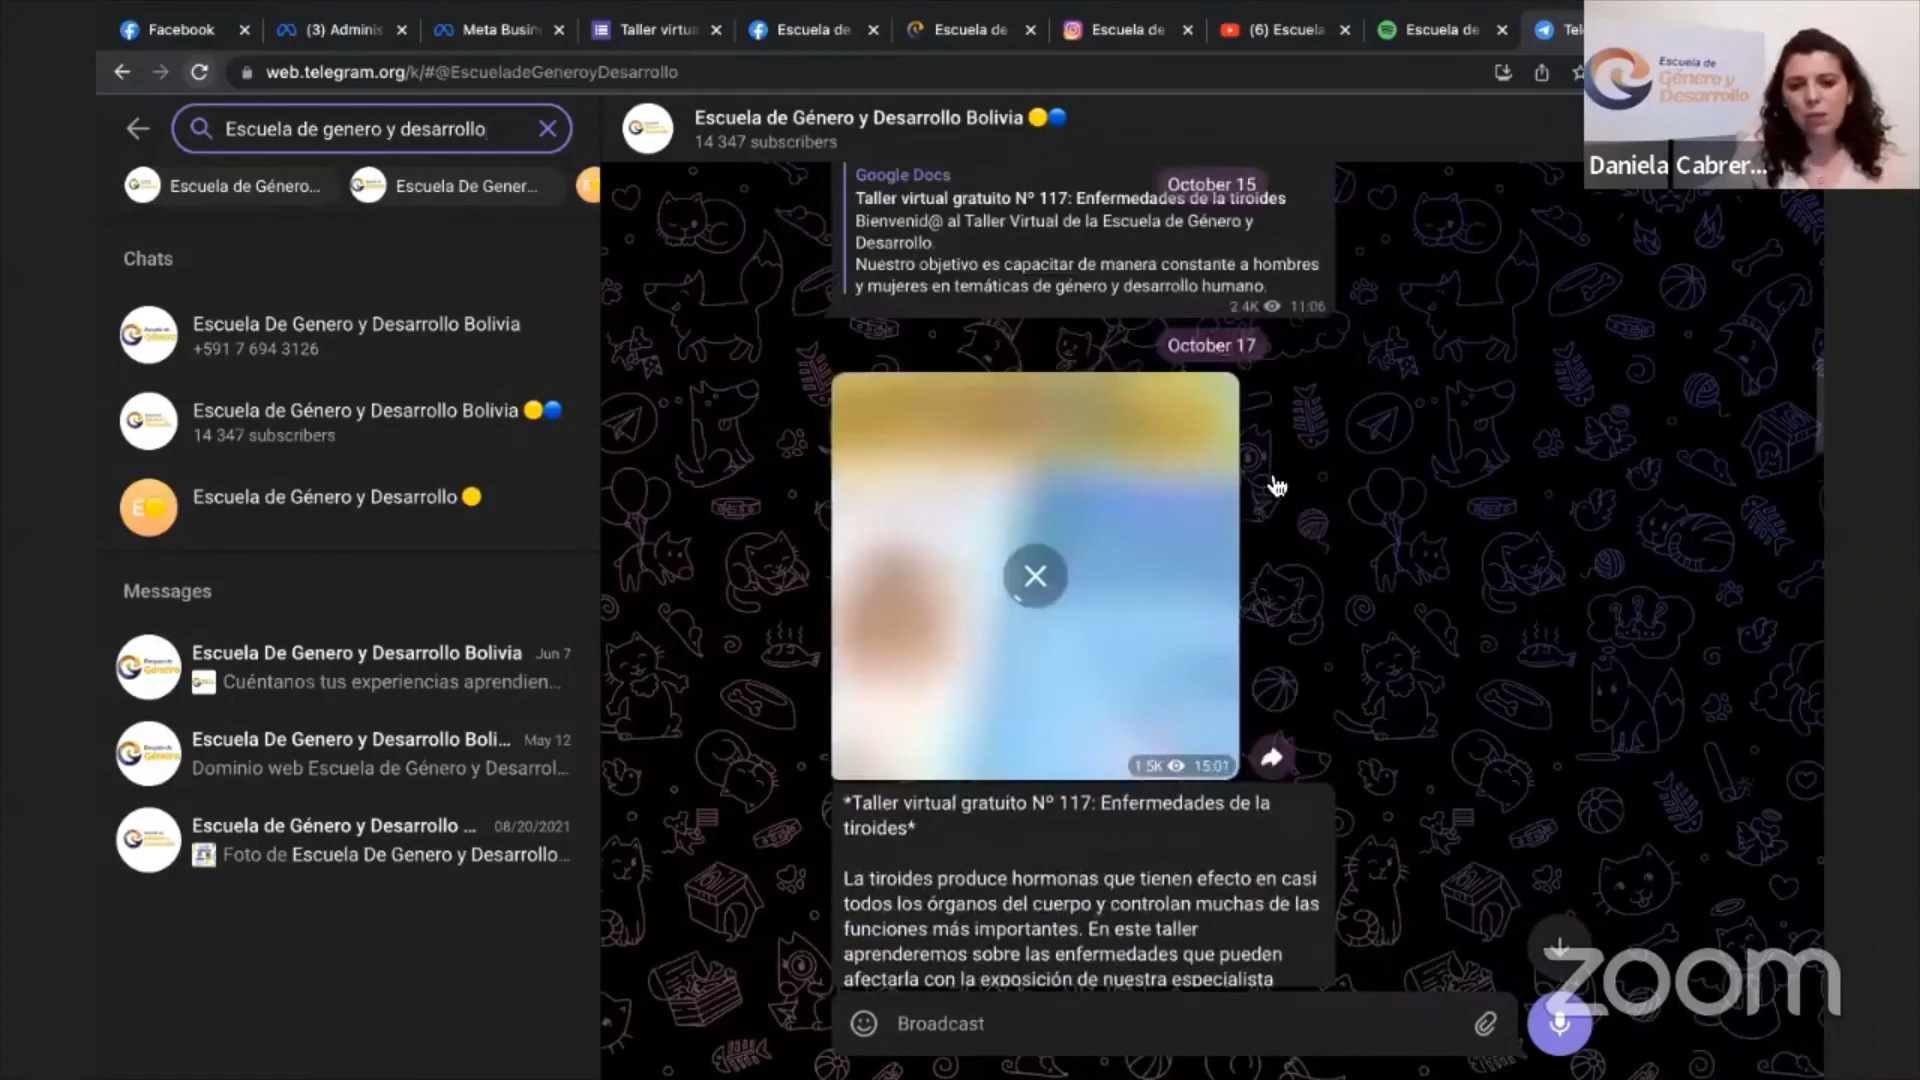 Facebook
(3) Adminis
Meta Busin
Taller virtua
Escuela de
Escuela de
Escuela de
(6) Escuela
Escuela de
Tel
web.telegram.org/k/#@EscueladeGeneroyDesarrollo
Escuela de
Género y
Desarrollo
Daniela Cabrer...
Escuela de genero y desarrollo
Escuela de Género...
Escuela De Gener...
Chats
Escuela De Genero y Desarrollo Bolivia
+591 7 694 3126
Escuela de Género y Desarrollo Bolivia
14 347 subscribers
E
Escuela de Género y Desarrollo
Messages
Escuela De Genero y Desarrollo Bolivia Jun 7
Cuéntanos tus experiencias aprendien...
Escuela De Genero y Desarrollo Boli... May 12
Dominio web Escuela de Género y Desarrol...
Escuela de Género y Desarrollo ... 08/20/2021
Foto de Escuela De Genero y Desarrollo...
Escuela de Género y Desarrollo Bolivia
14 347 subscribers
Google Docs
October 15
Taller virtual gratuito Nº 117: Enfermedades de la tiroides
Bienvenid@ al Taller Virtual de la Escuela de Género y
Desarrollo.
Nuestro objetivo es capacitar de manera constante a hombres
y mujeres en temáticas de género y desarrollo humano.
2.4K 11:06
October 17
1.5K 15:01
*Taller virtual gratuito Nº 117: Enfermedades de la
tiroides*
La tiroides produce hormonas que tienen efecto en casi
todos los órganos del cuerpo y controlan muchas de las
funciones más importantes. En este taller
aprenderemos sobre las enfermedades que pueden
afectarla con la exposición de nuestra especialista
Broadcast
zoom